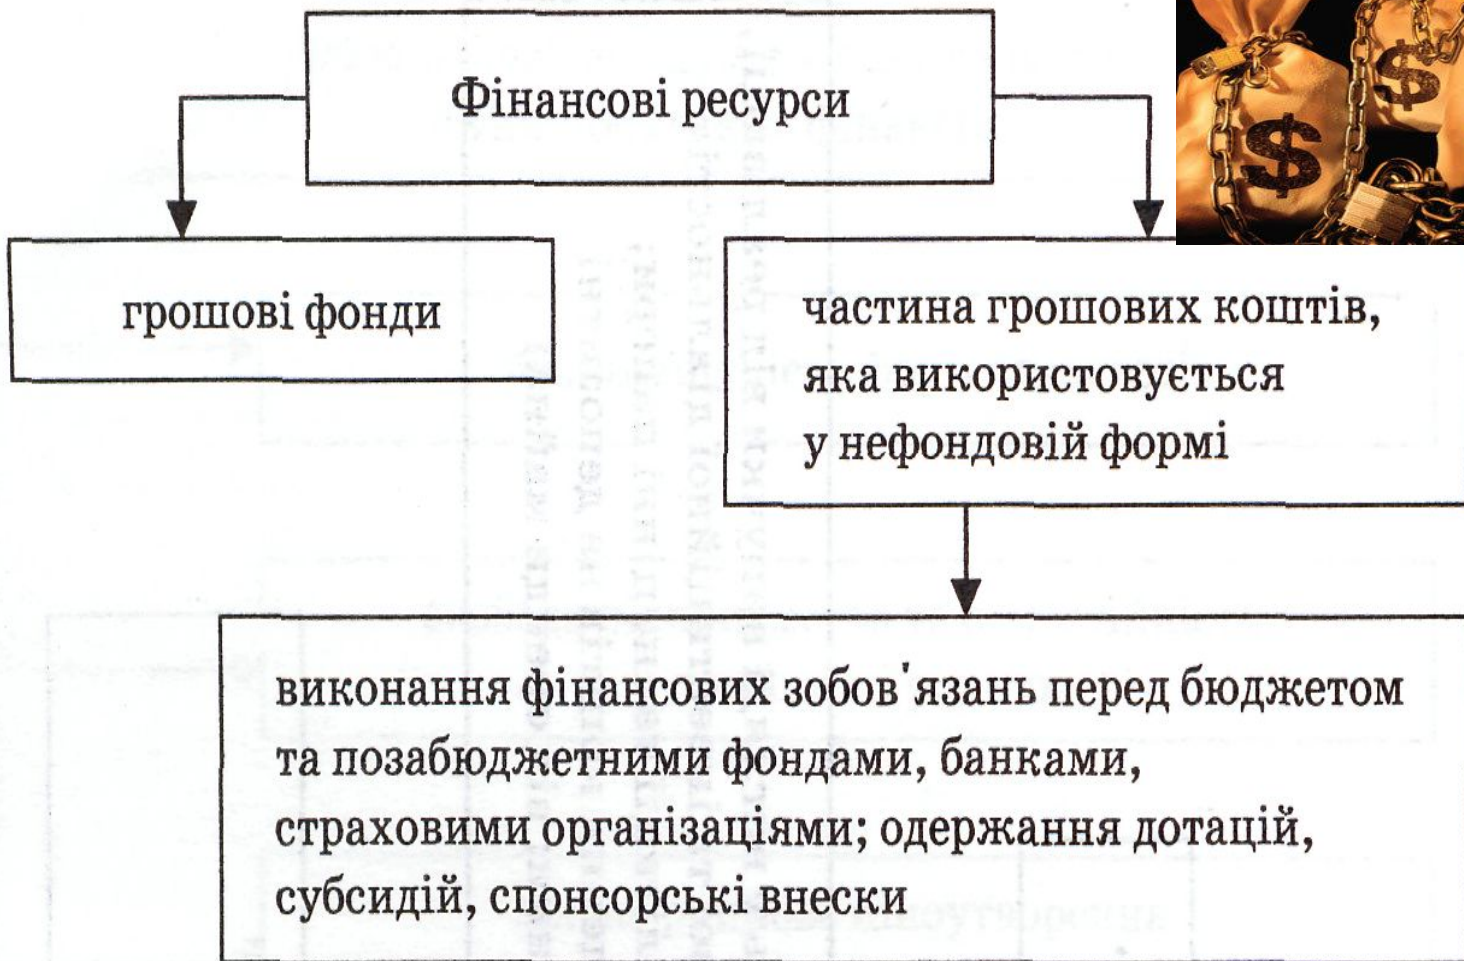 Фінансові ресурси
грошові фонди
частина грошових коштів,
яка використовується
у нефондовій формі
виконання фінансових зобов'язань перед бюджетом
та позабюджетними фондами, банками,
страховими організаціями; одержання дотацій,
субсидій, спонсорські внески
$
$